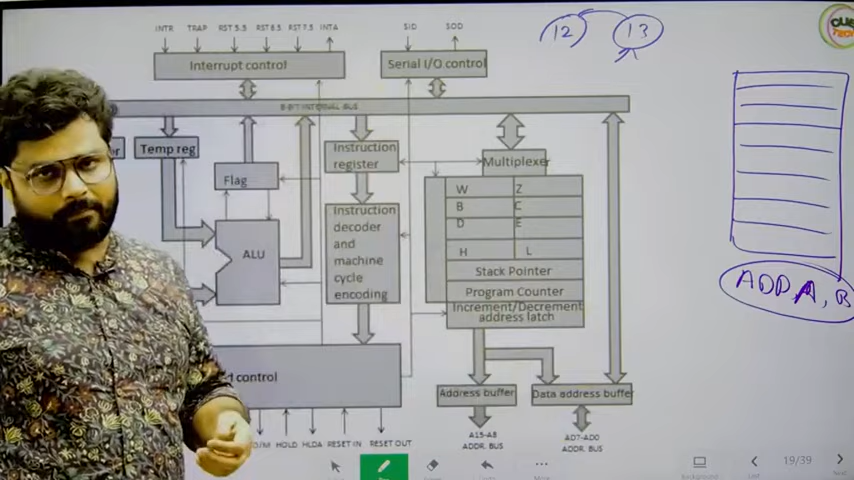 INTR TRAP RST 5.5 RST 6.5 RST 7.5 INTA
SID SOD
12 13
Interrupt control
Serial I/O control
8-BIT INTERNAL BUS
Temp reg
Instruction
register
Multiplexer
Flag
W Z
B C
D E
H L
Instruction
decoder
and
machine
cycle
encoding
ALU
Stack Pointer
Program Counter
Increment/Decrement
address latch
ADD A, B
control
Address buffer
Data address buffer
HOLD HLDA RESET IN RESET OUT
A15-A8
ADDR. BUS
AD7-AD0
ADDR. BUS
19/39